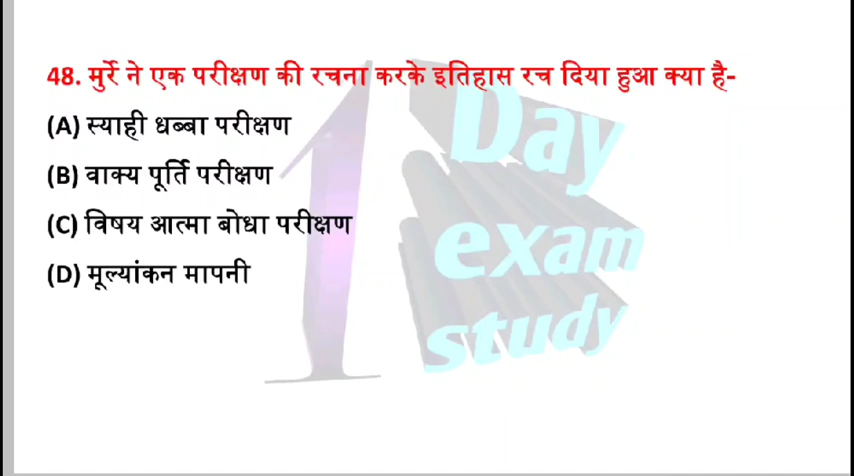 48. मुर्रे ने एक परीक्षण की रचना करके इतिहास रच दिया हुआ क्या है-
(A) स्याही धब्बा परीक्षण
(B) वाक्य पूर्ति परीक्षण
(C) विषय आत्मा बोधा परीक्षण
(D) मूल्यांकन मापनी
1 Day
exam
study